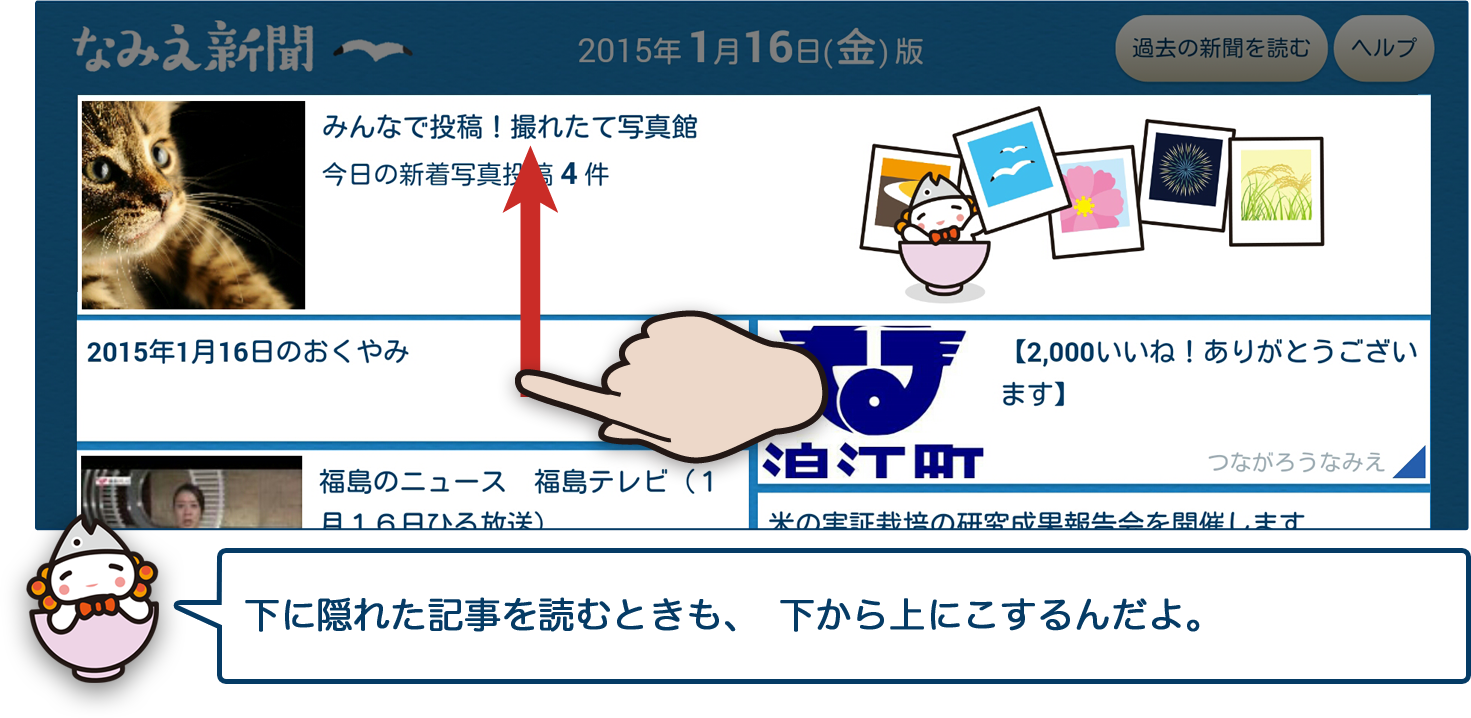 なみえ新聞
2015年 1月16日(金) 版
過去の新聞を読む
ヘルプ
みんなで投稿！撮れたて写真館
今日の新着写真投稿 4 件
2015年1月16日のおくやみ
【2,000いいね！ありがとうござい
ます】
泊江町
つながろうなみえ
福島のニュース　福島テレビ（１
月１６日ひる放送）
米の実証栽培の研究成果報告会を開催します
下に隠れた記事を読むときも、 下から上にこするんだよ。